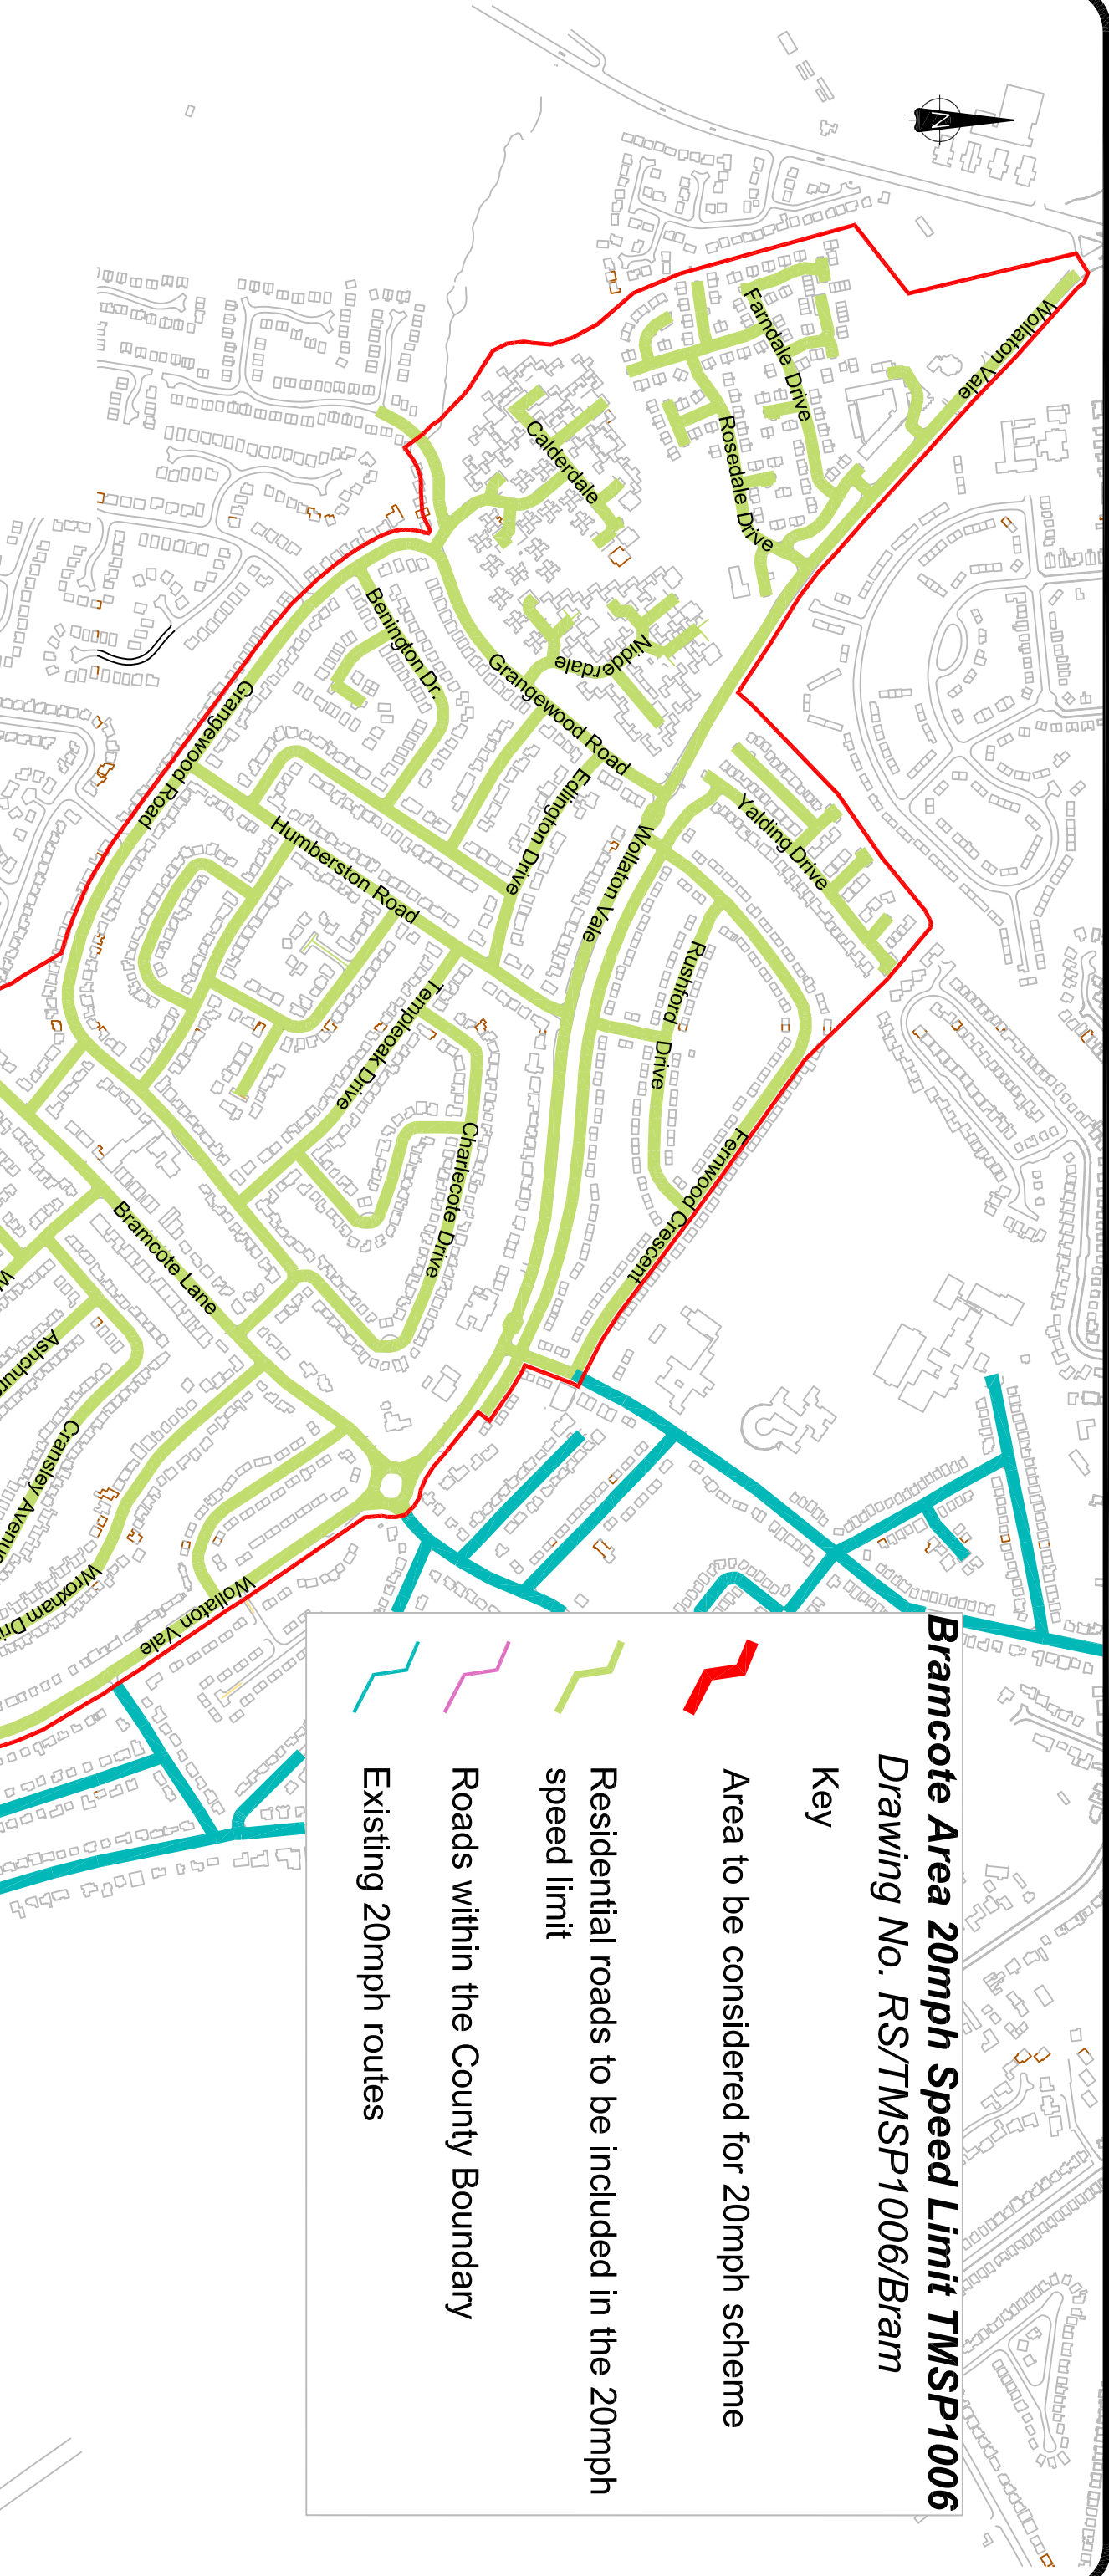 Bramcote Area 20mph Speed Limit TMSP1006
Drawing No. RS/TMSP1006/Bram
Key
Area to be considered for 20mph scheme
Residential roads to be included in the 20mph
speed limit
Roads within the County Boundary
Existing 20mph routes
N
Wollaton Vale
Farndale Drive
Rosedale Drive
Calderdale
Nidderdale
Benington Dr.
Grangewood Road
Grangewood Road
Edington Drive
Yalding Drive
Wollaton Vale
Humberston Road
Rushford Drive
Templeoak Drive
Charlecote Drive
Fernwood Crescent
Bramcote Lane
W
Ashchur
Cransley Avenue
Wroxham Dri
Wollaton Vale